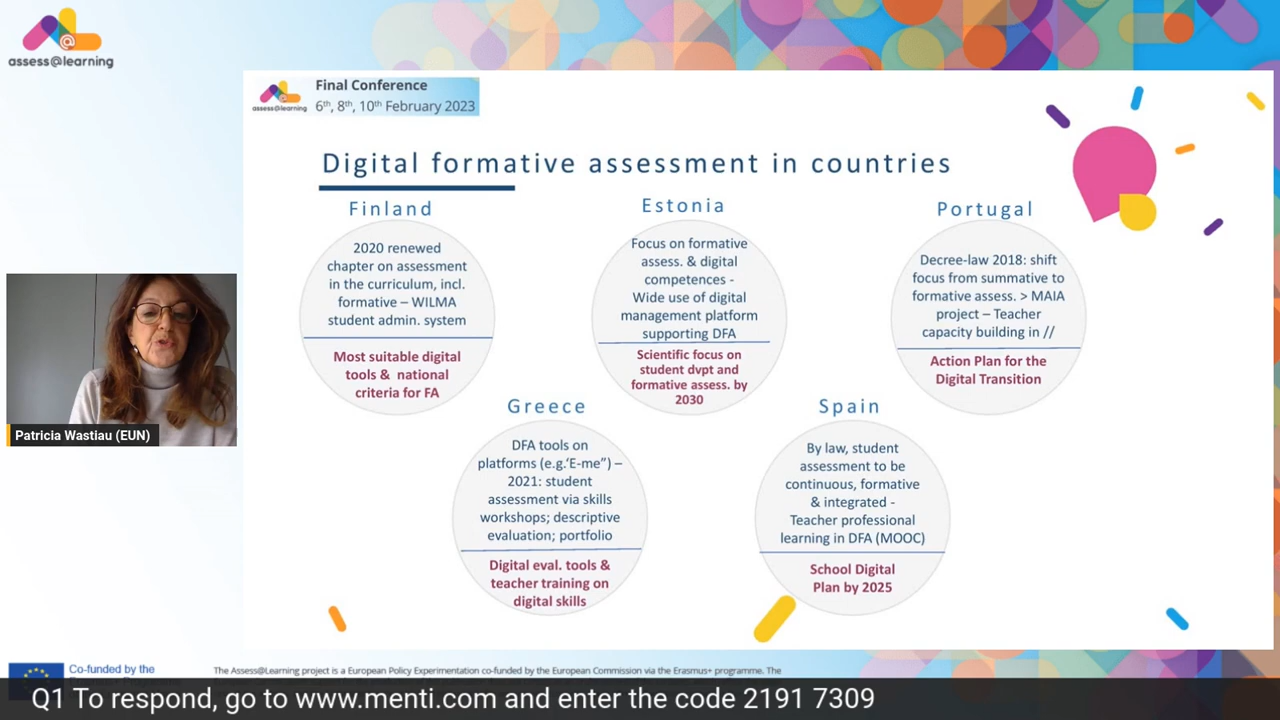 assess@learning
assess@learning
Final Conference
6th, 8th, 10th February 2023
Digital formative assessment in countries
Finland
2020 renewed
chapter on assessment
in the curriculum, incl.
formative – WILMA
student admin. system
Most suitable digital
tools & national
criteria for FA
Estonia
Focus on formative
assess. & digital
competences -
Wide use of digital
management platform
supporting DFA
Scientific focus on
student dvpt and
formative assess. by
2030
Portugal
Decree-law 2018: shift
focus from summative to
formative assess. > MAIA
project – Teacher
capacity building in //
Action Plan for the
Digital Transition
Greece
DFA tools on
platforms (e.g.‘E-me”) –
2021: student
assessment via skills
workshops; descriptive
evaluation; portfolio
Digital eval. tools &
teacher training on
digital skills
Spain
By law, student
assessment to be
continuous, formative
& integrated -
Teacher professional
learning in DFA (MOOC)
School Digital
Plan by 2025
Patricia Wastiau (EUN)
Co-funded by the
The Assess@Learning project is a European Policy Experimentation co-funded by the European Commission via the Erasmus+ programme. The
Q1 To respond, go to www.menti.com and enter the code 2191 7309